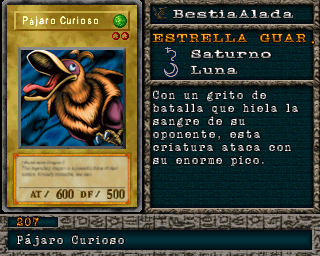 Pájaro Curioso
AT/ 600 DF/ 500
BestiaAlada
ESTRELLA GUAR.
Saturno
Luna
Con un grito de
batalla que hiela la
sangre de su
oponente, esta
criatura ataca con
su enorme pico.
207
Pájaro Curioso